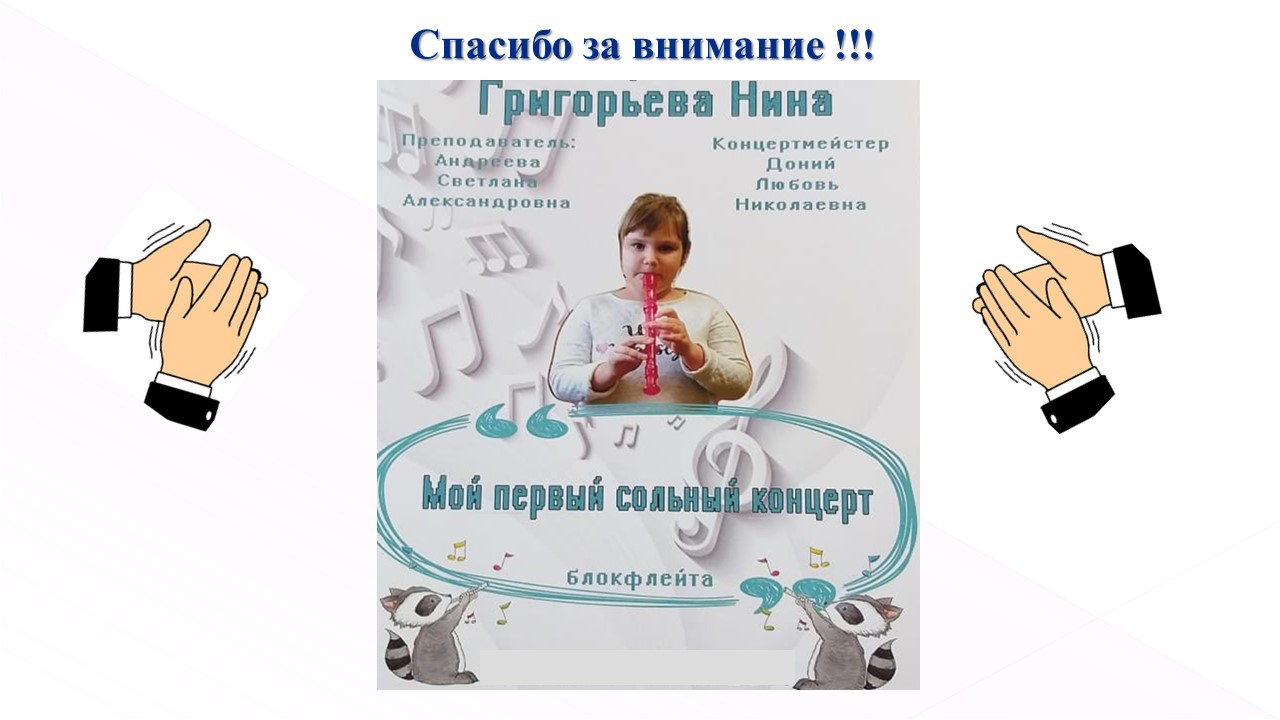 Спасибо за внимание !!!
Григорьева Нина
Преподаватель:
Андреева
Светлана
Александровна
Концертмейстер
Доний
Любовь
Николаевна
Мой первый сольный концерт
блокфлейта